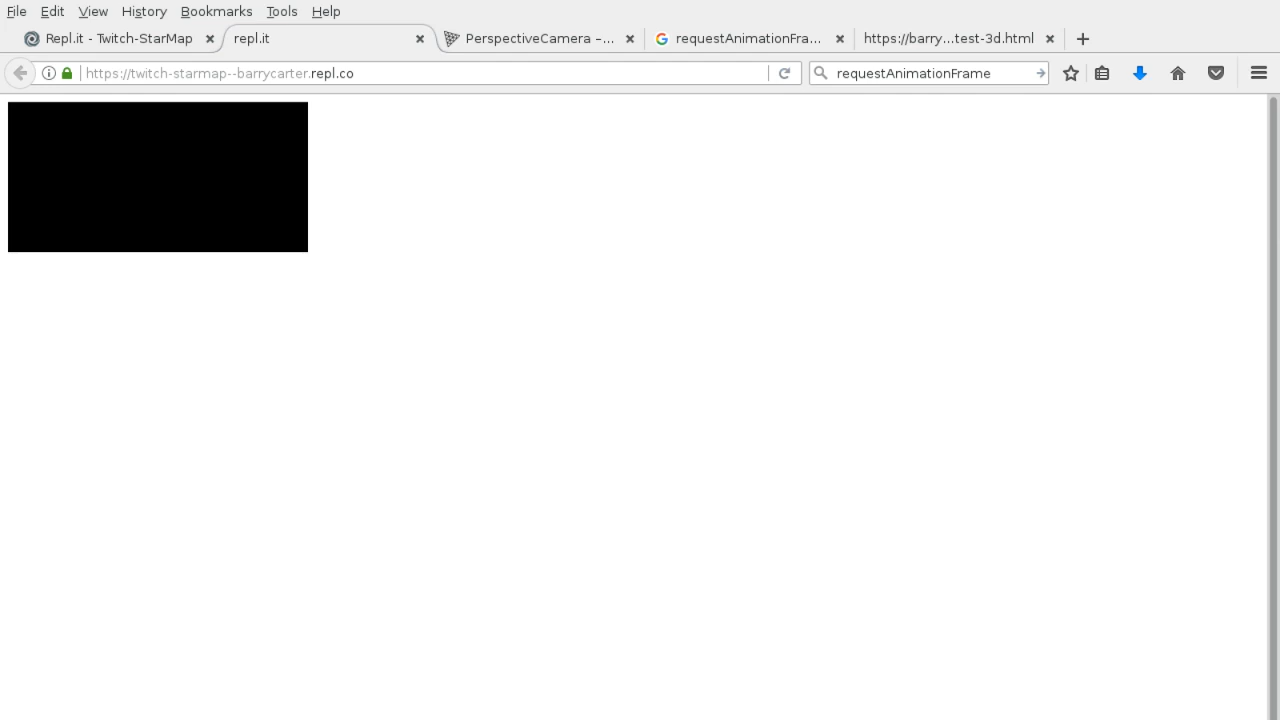 File Edit View History Bookmarks Tools Help
Repl.it - Twitch-StarMap repl.it PerspectiveCamera –... requestAnimationFra... https://barry...test-3d.html
https://twitch-starmap--barrycarter.repl.co requestAnimationFrame